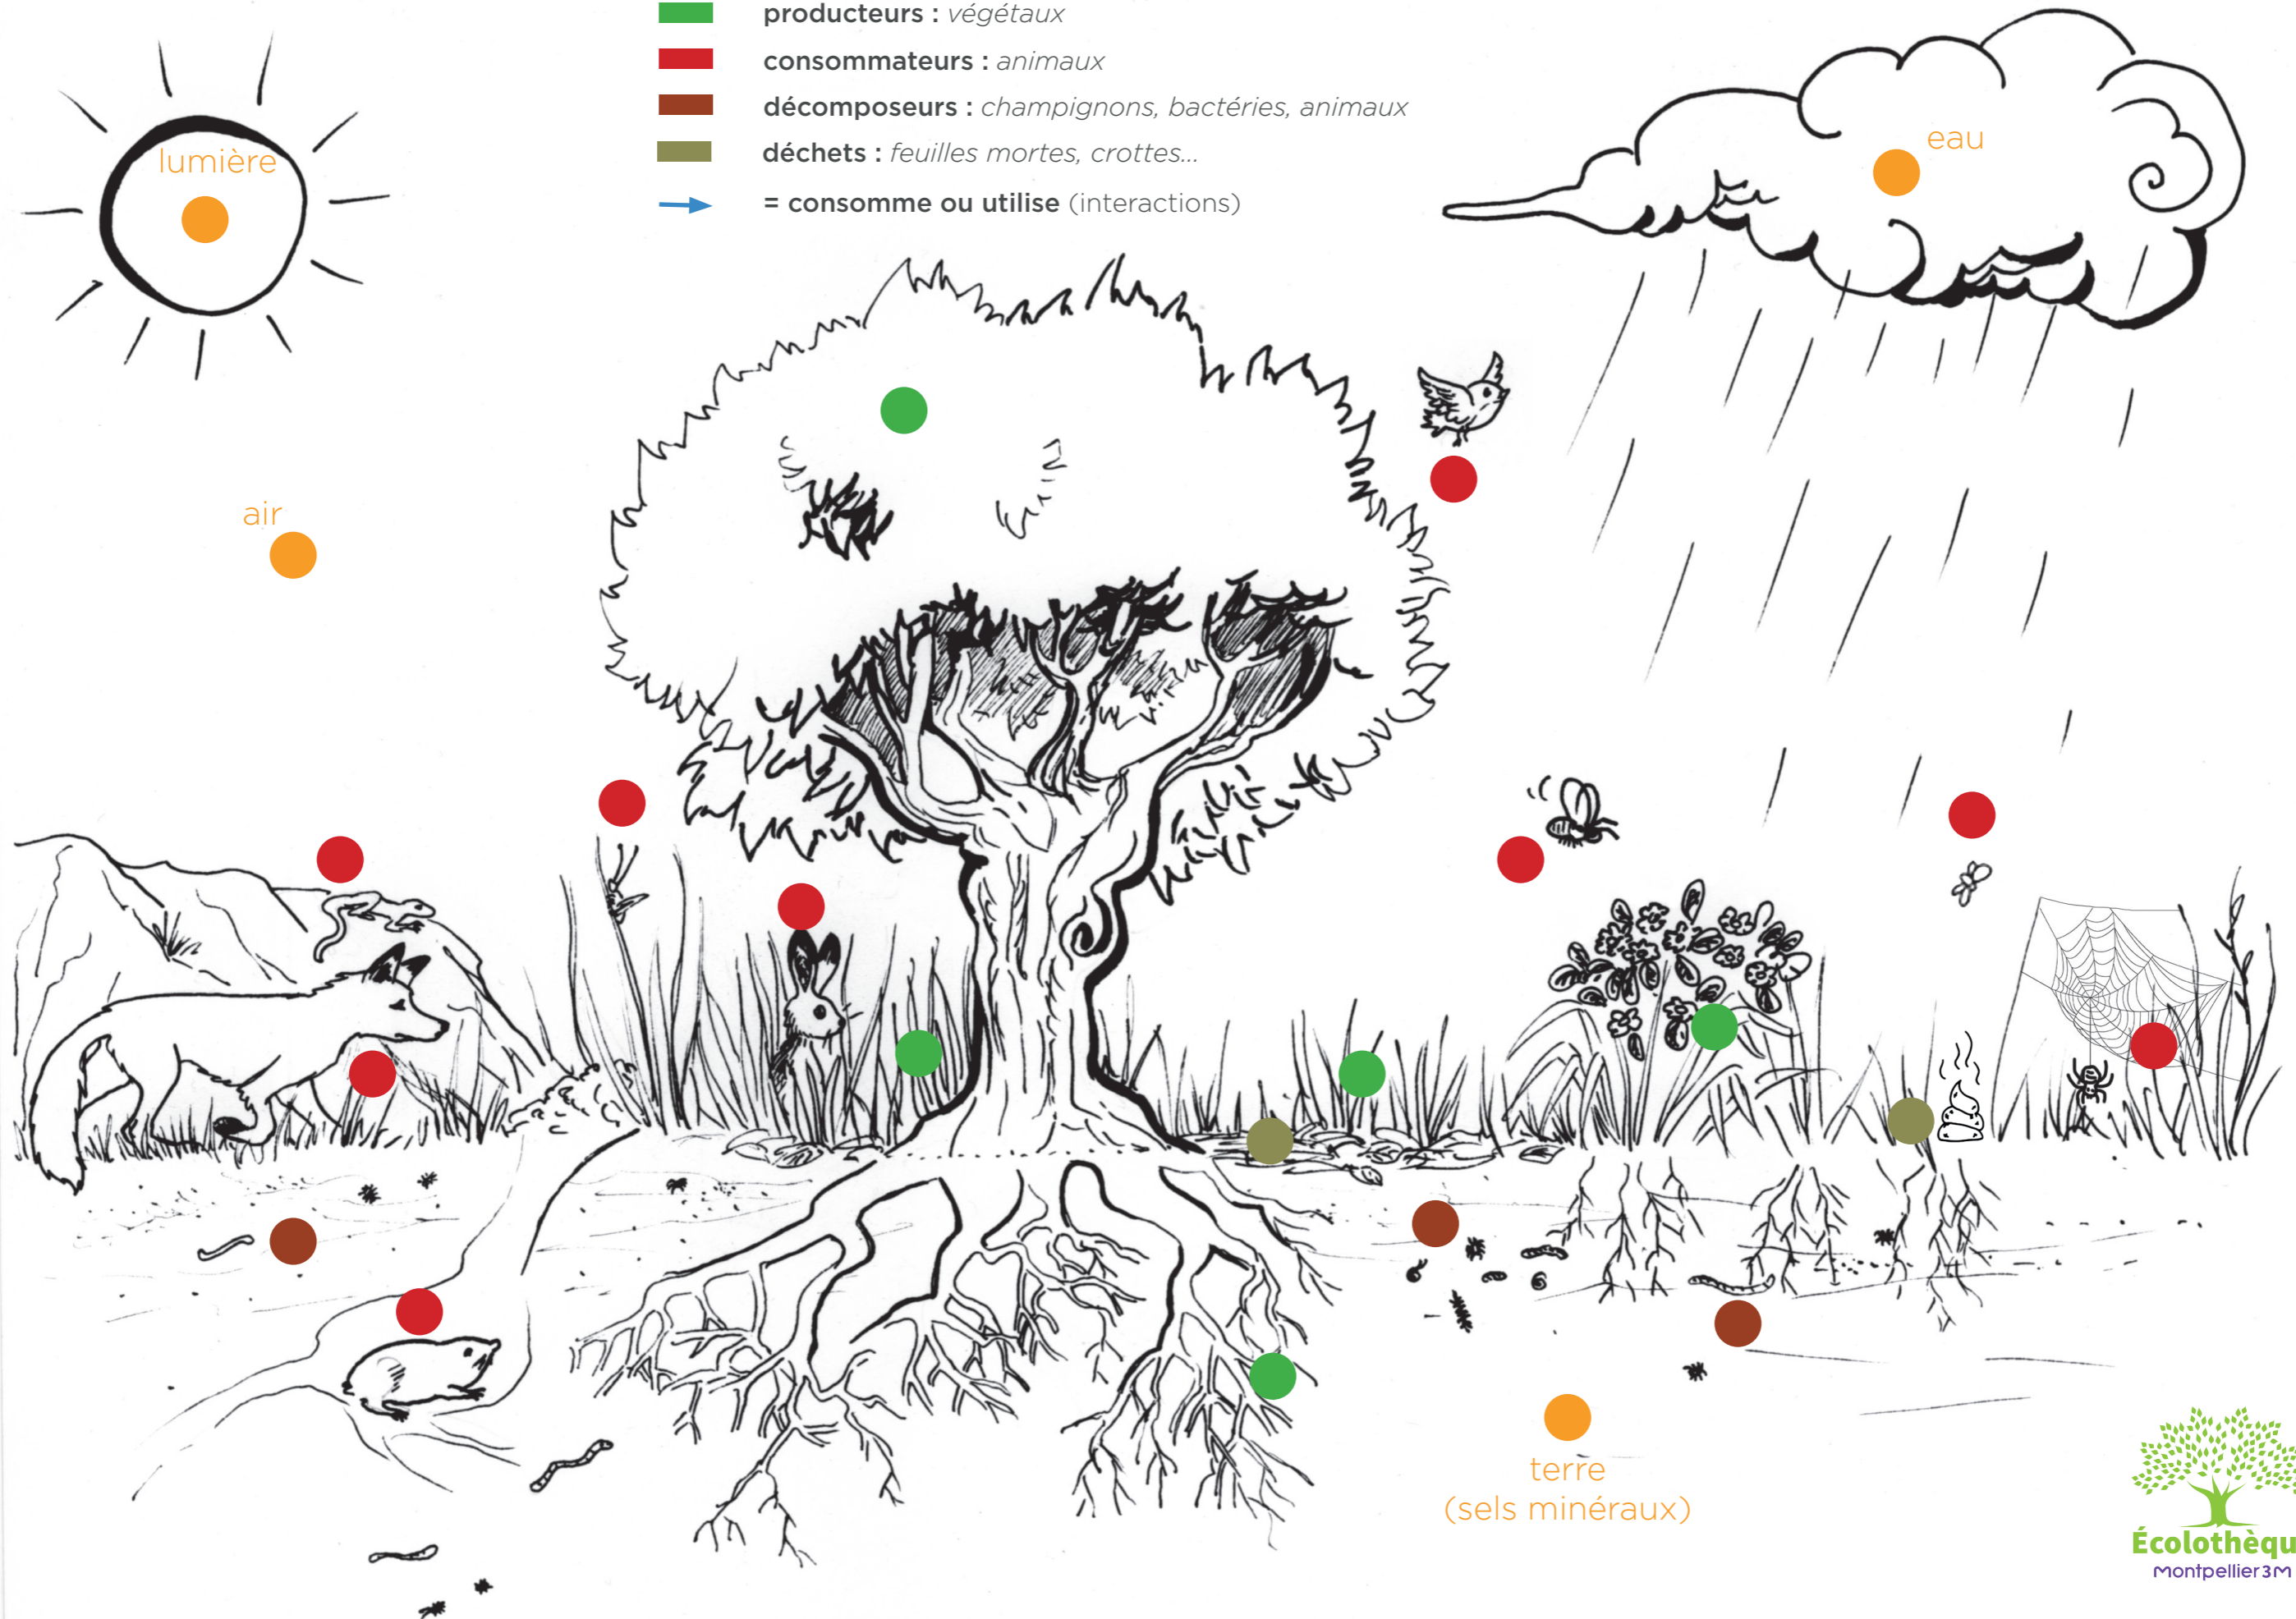 producteurs : végétaux
consommateurs : animaux
décomposeurs : champignons, bactéries, animaux
déchets : feuilles mortes, crottes...
= consomme ou utilise (interactions)
lumière
eau
air
terre
(sels minéraux)
Écolothèqu
montpellier3m